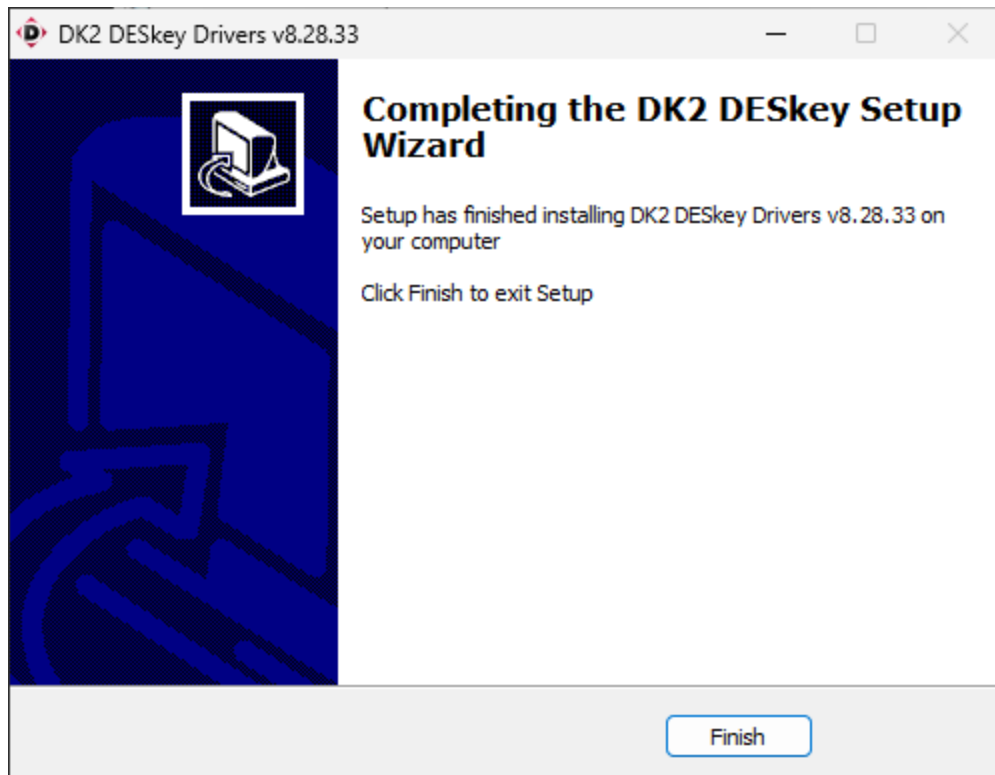 DK2 DESkey Drivers v8.28.33
Completing the DK2 DESkey Setup
Wizard
Setup has finished installing DK2 DESkey Drivers v8.28.33 on
your computer
Click Finish to exit Setup
Finish